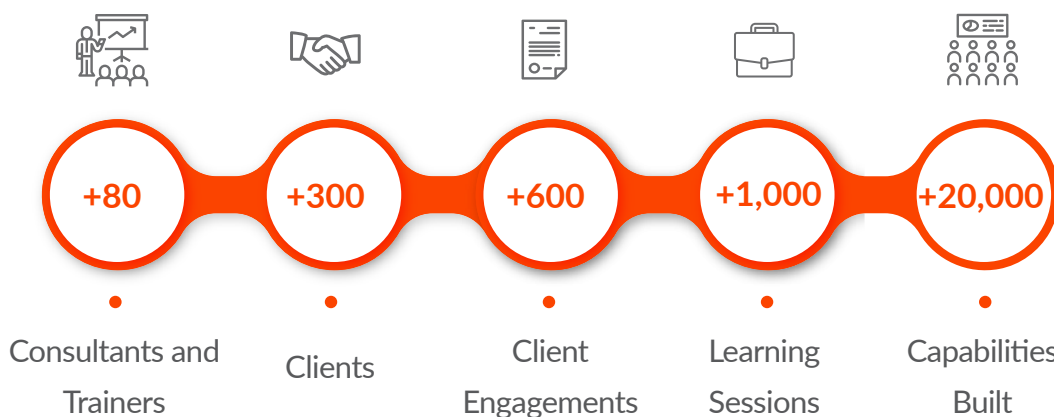 +80
+300
+600
+1,000
+20,000
Consultants and
Trainers
Clients
Client
Engagements
Learning
Sessions
Capabilities
Built